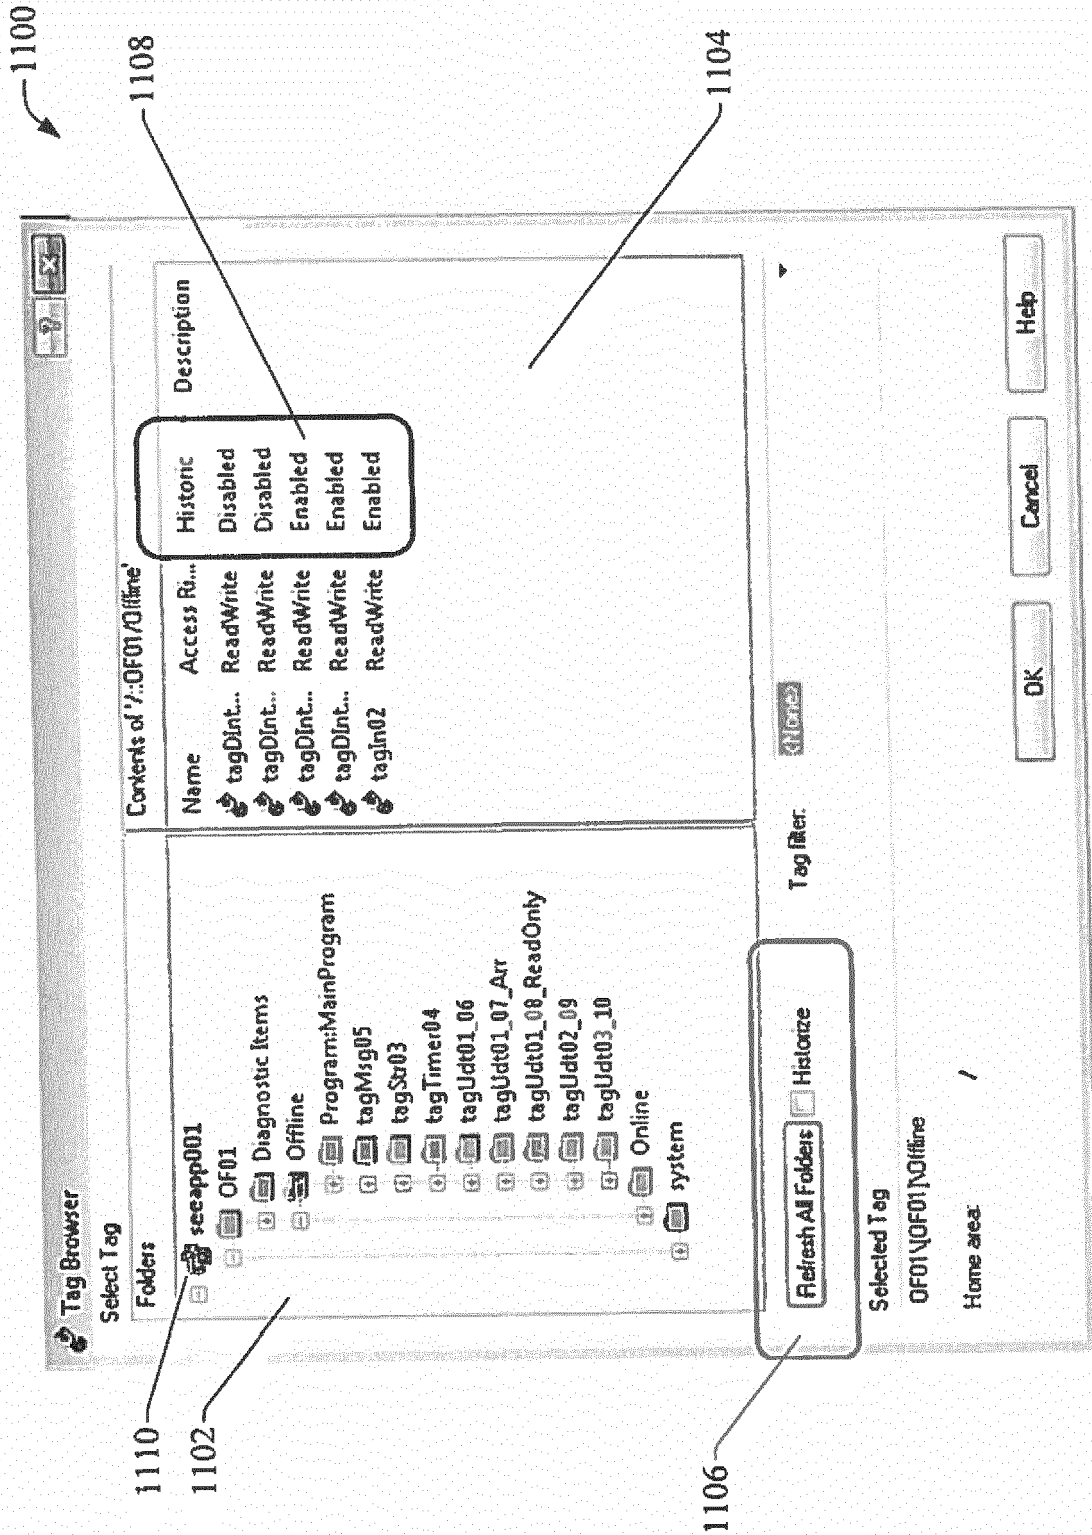 1100
Tag Browser
?
x
Select Tag
1108
Folders
Contents of '/::OF01/Offline'
1110
seeapp001
OF01
Diagnostic Items
Offline
Program:MainProgram
tagMsg05
tagStr03
tagTimer04
tagUdt01_06
tagUdt01_07_Arr
tagUdt01_08_ReadOnly
tagUdt02_09
tagUdt03_10
Online
system
1102
Name Access Ri... Historic Description
tagDInt... ReadWrite Disabled
tagDInt... ReadWrite Disabled
tagDInt... ReadWrite Enabled
tagDInt... ReadWrite Enabled
tagIn02 ReadWrite Enabled
1104
1106
Refresh All Folders Historize
Tag filter: <None>
Selected Tag
OF01\[OF01]\Offline
Home area: /
OK Cancel Help